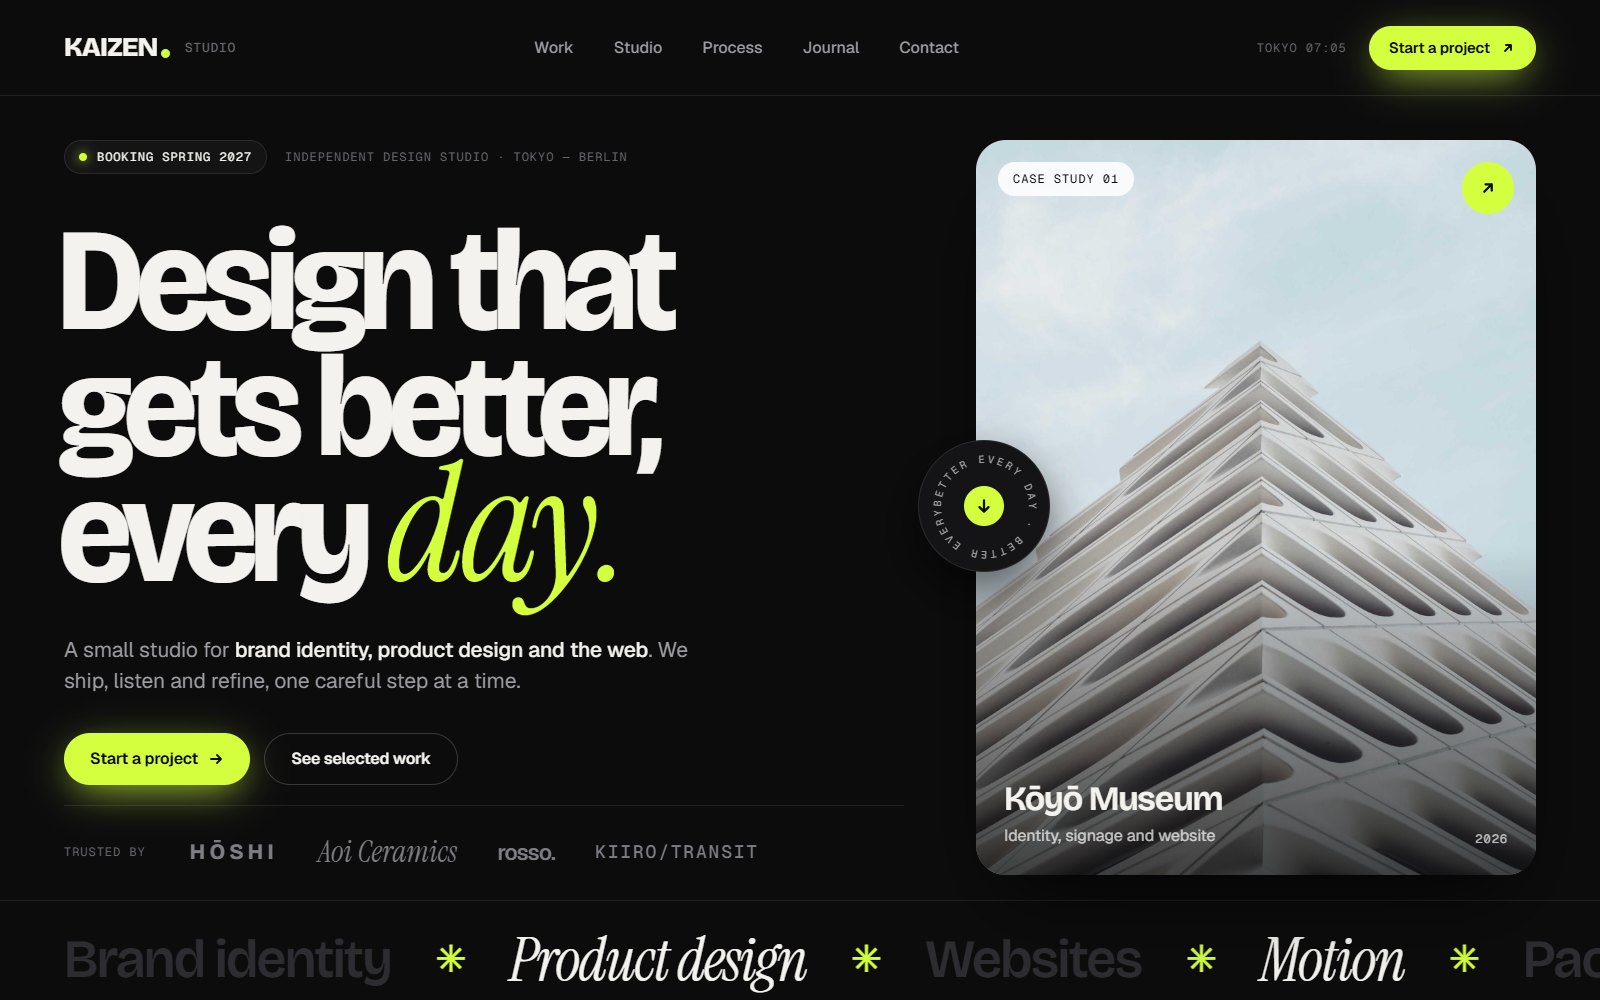 KAIZEN. STUDIO
Work Studio Process Journal Contact
TOKYO 07:05
Start a project
BOOKING SPRING 2027
INDEPENDENT DESIGN STUDIO · TOKYO — BERLIN
Design that
gets better,
every day.
A small studio for brand identity, product design and the web. We
ship, listen and refine, one careful step at a time.
Start a project
See selected work
TRUSTED BY HŌSHI Aoi Ceramics rosso. KIIRO/TRANSIT
CASE STUDY 01
BETTER EVERY DAY · BETTER EVERY
Kōyō Museum
Identity, signage and website
2026
Brand identity Product design Websites Motion Pac